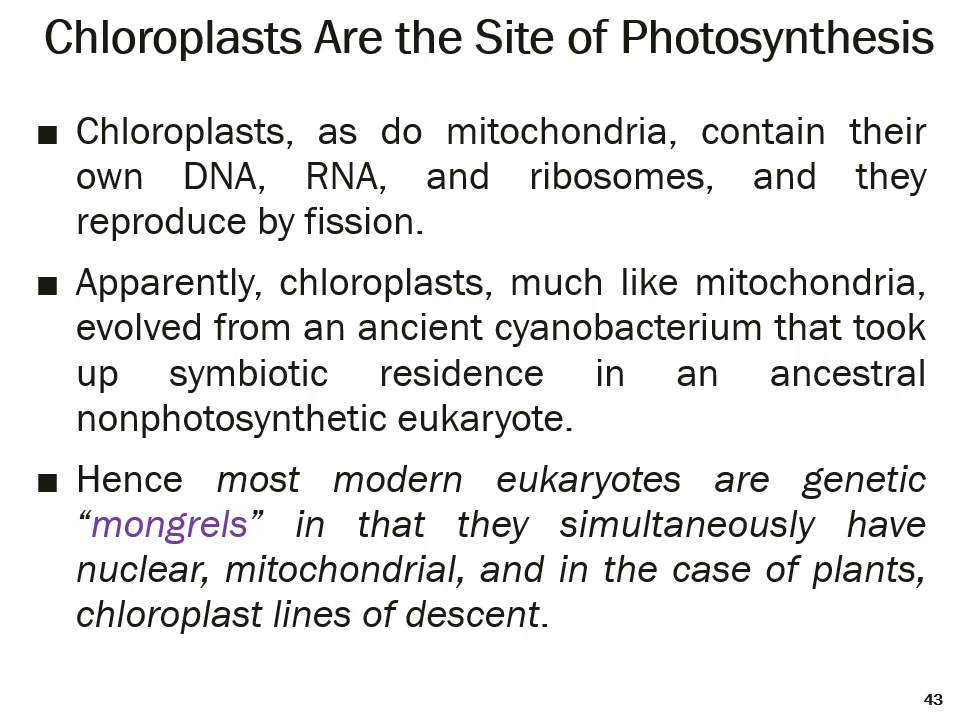 Chloroplasts Are the Site of Photosynthesis
■ Chloroplasts, as do mitochondria, contain their
own DNA, RNA, and ribosomes, and they
reproduce by fission.
■ Apparently, chloroplasts, much like mitochondria,
evolved from an ancient cyanobacterium that took
up symbiotic residence in an ancestral
nonphotosynthetic eukaryote.
■ Hence most modern eukaryotes are genetic
“mongrels” in that they simultaneously have
nuclear, mitochondrial, and in the case of plants,
chloroplast lines of descent.
43